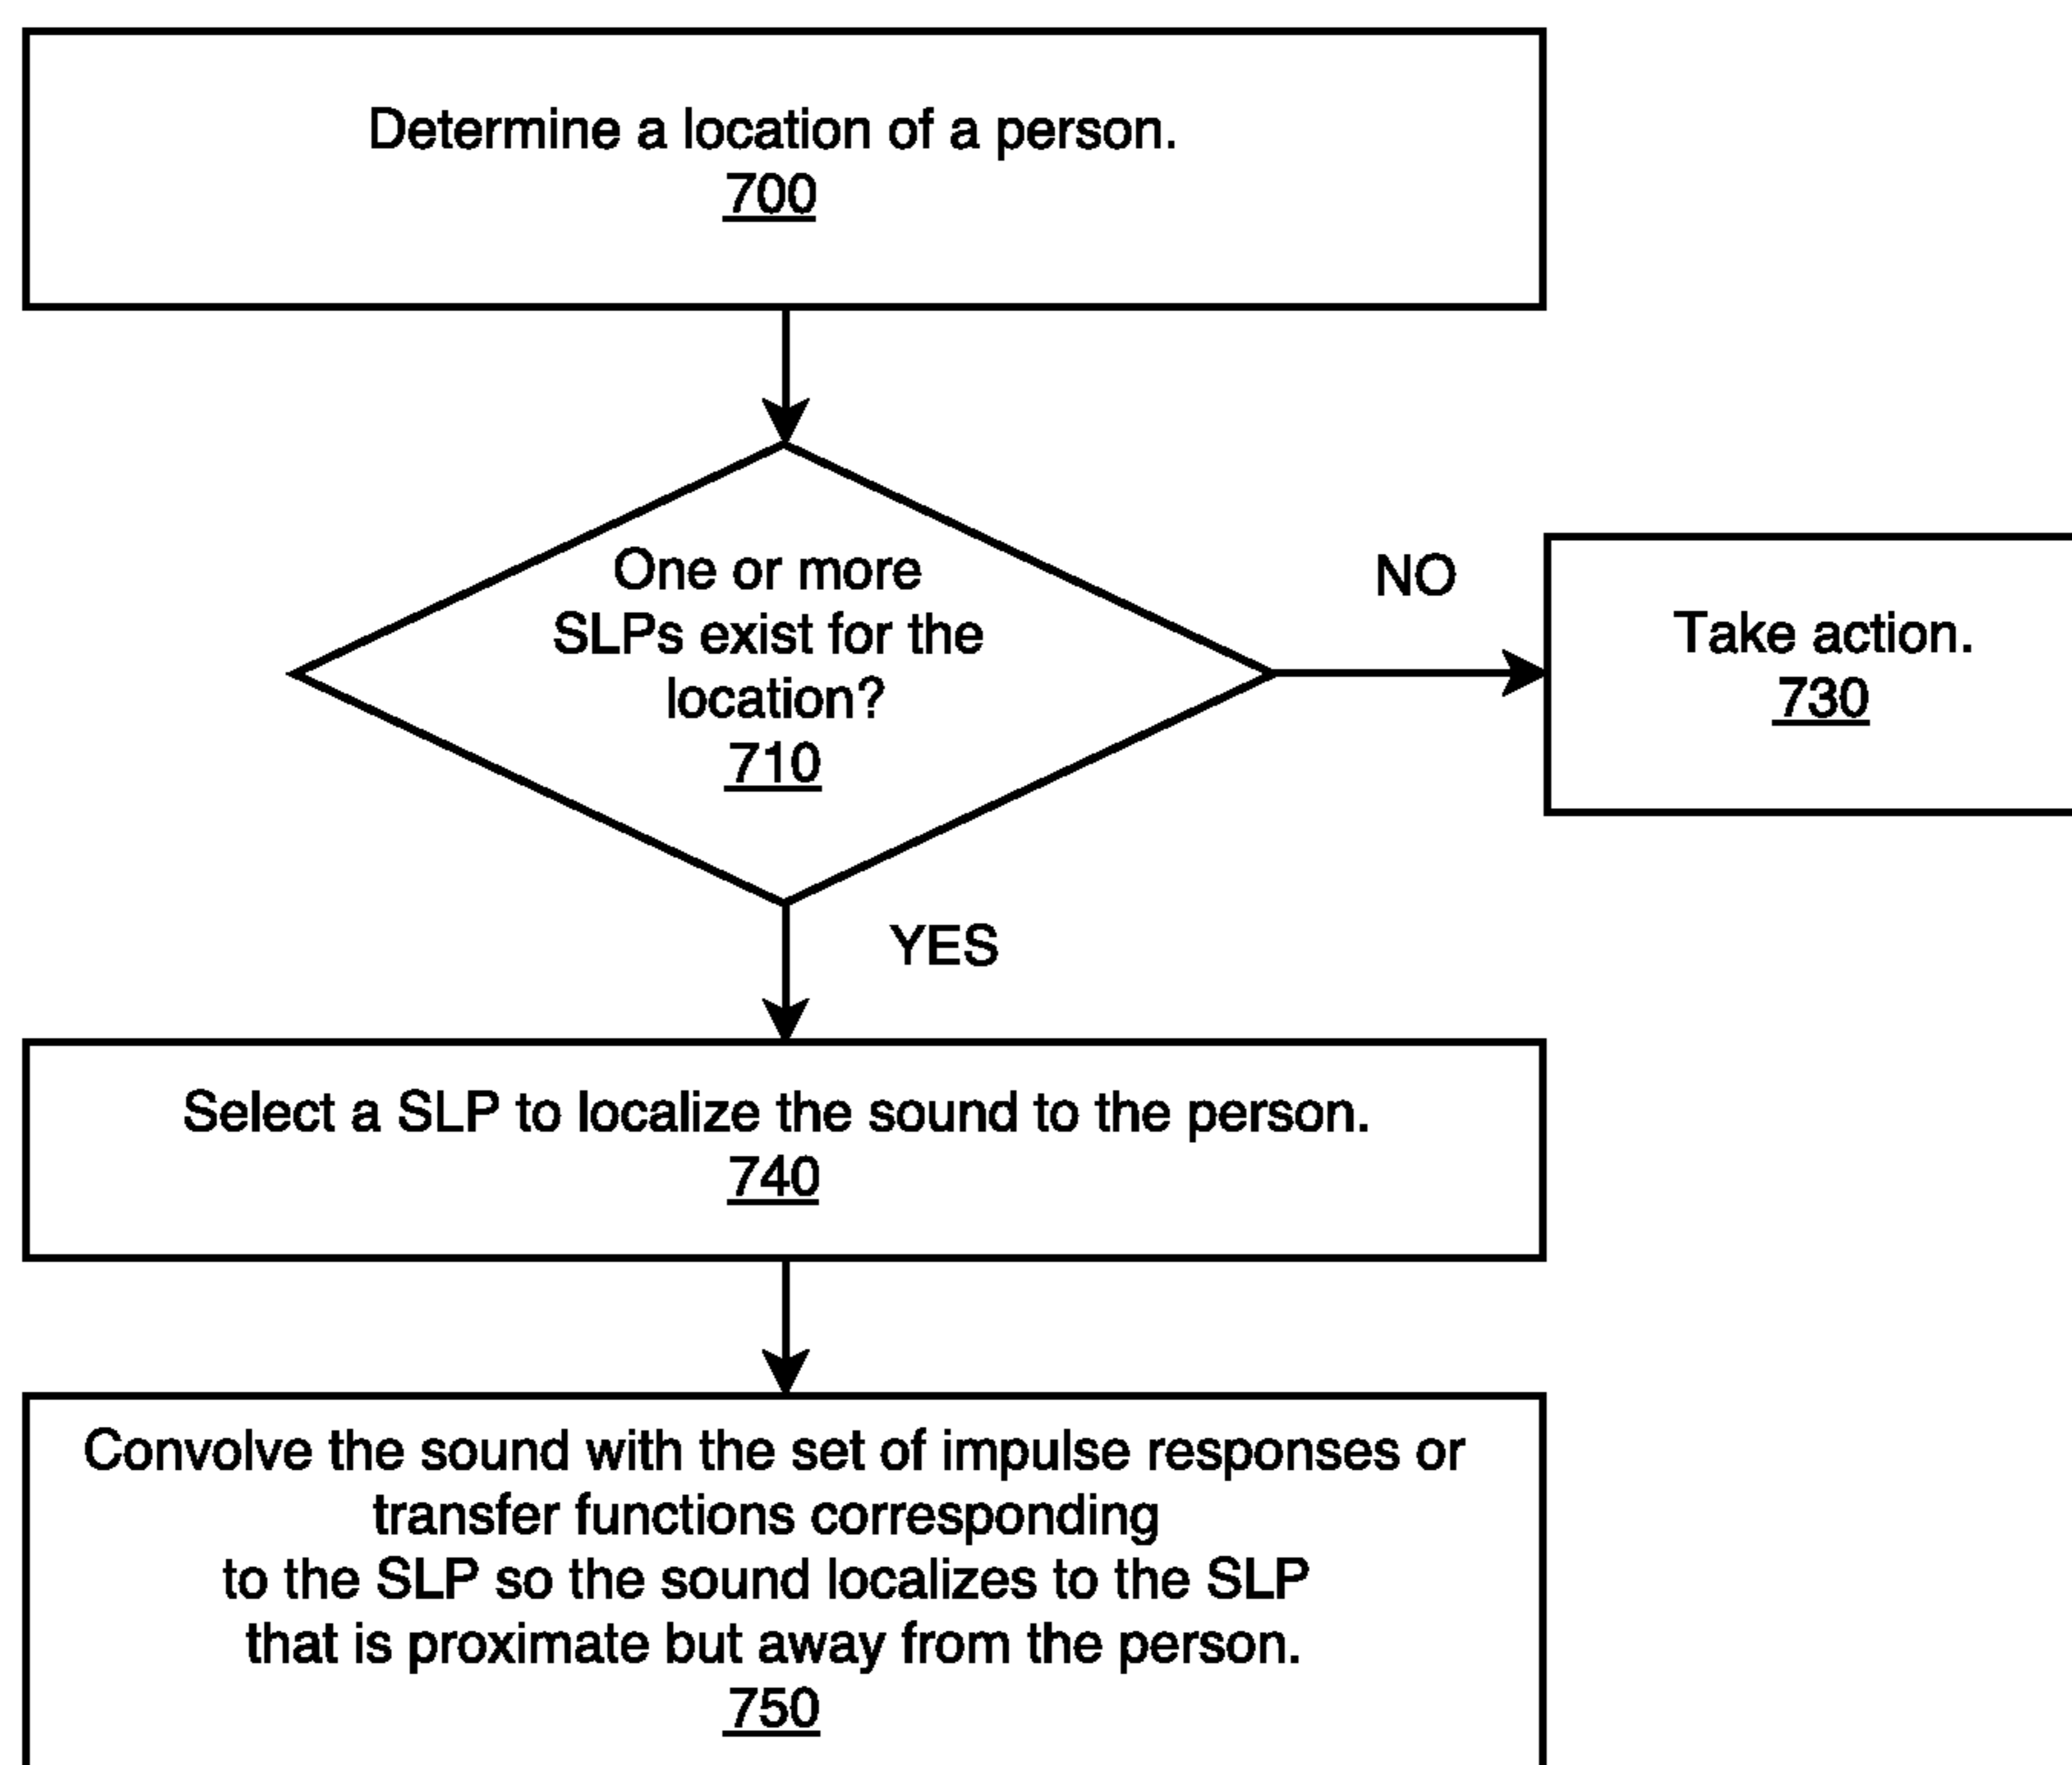 Determine a location of a person.
700
One or more
SLPs exist for the
location?
710
NO
Take action.
730
YES
Select a SLP to localize the sound to the person.
740
Convolve the sound with the set of impulse responses or
transfer functions corresponding
to the SLP so the sound localizes to the SLP
that is proximate but away from the person.
750